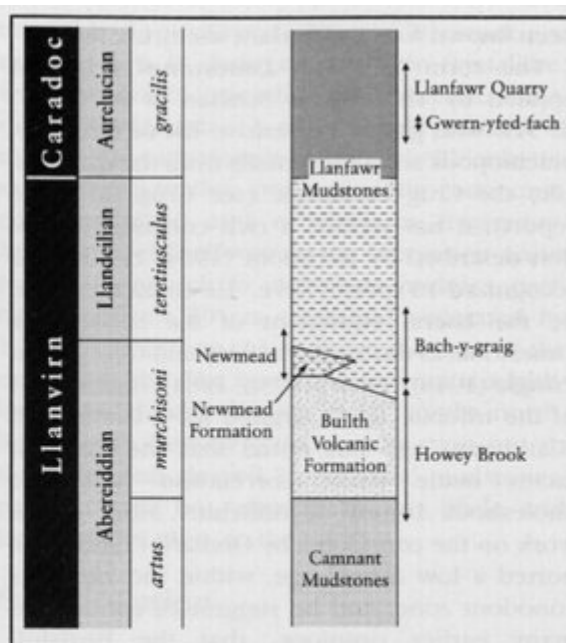 Caradoc
Aurelucian
gracilis
Llanfawr Quarry
Gwern-yfed-fach
Llanfawr
Mudstones
Llanvirn
Llandeilian
teretiusculus
Bach-y-graig
Newmead
Newmead
Formation
Abereiddian
murchisoni
Builth
Volcanic
Formation
Howey Brook
artus
Camnant
Mudstones